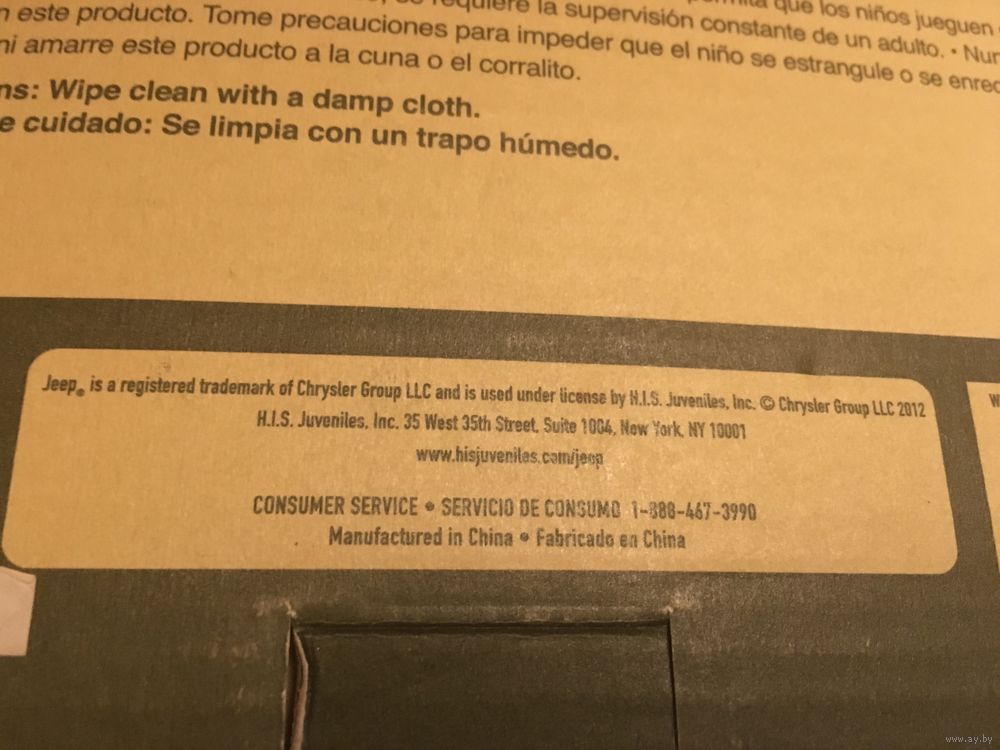 requiere la supervisión constante de un adulto. • Nun
que los niños jueguen
n este producto. Tome precauciones para impeder que el niño se estrangule o se enred
ni amarre este producto a la cuna o el corralito.
ns: Wipe clean with a damp cloth.
e cuidado: Se limpia con un trapo húmedo.
Jeep® is a registered trademark of Chrysler Group LLC and is used under license by H.I.S. Juveniles, Inc. © Chrysler Group LLC 2012
H.I.S. Juveniles, Inc. 35 West 35th Street, Suite 1004, New York, NY 10001
www.hisjuveniles.com/jeep
CONSUMER SERVICE • SERVICIO DE CONSUMO 1-888-467-3990
Manufactured in China • Fabricado en China
W
www.ay.by